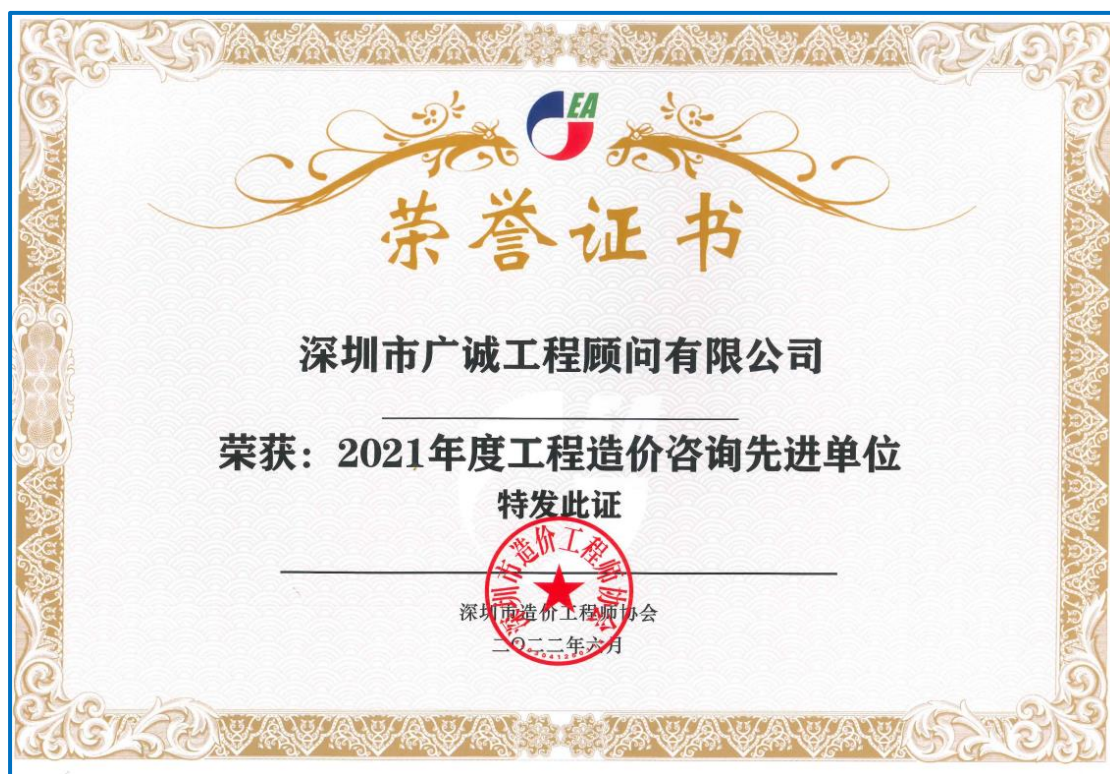 EA
荣誉证书
深圳市广诚工程顾问有限公司
荣获：2021年度工程造价咨询先进单位
特发此证
深圳市造价工程师协会
深圳市造价工程师协会
二〇二二年六月